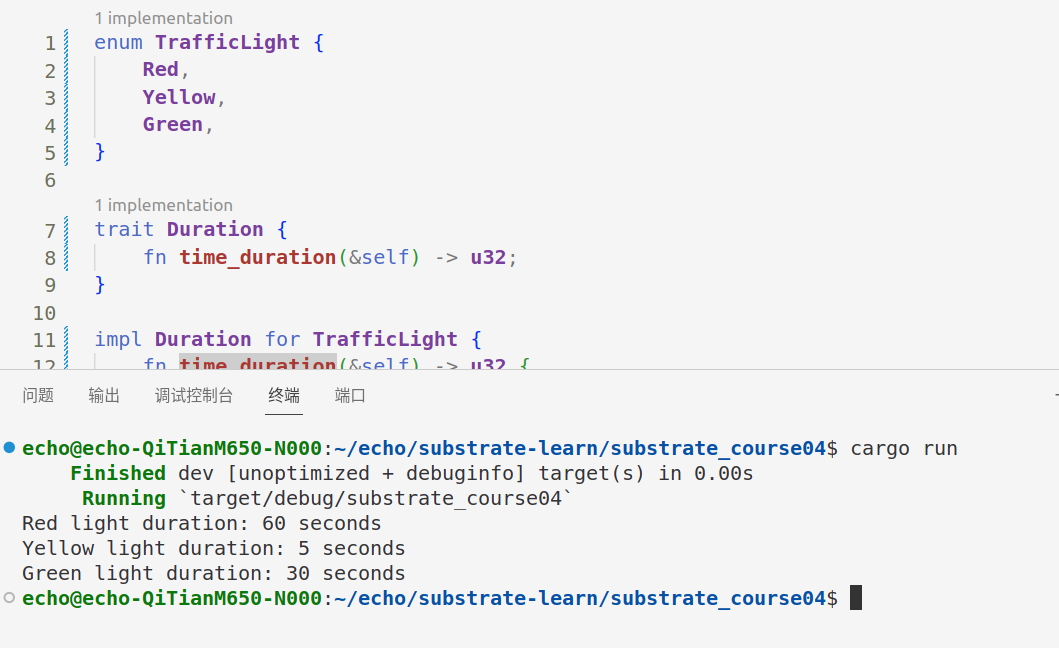 1 implementation
1 enum TrafficLight {
2 Red,
3 Yellow,
4 Green,
5 }
6
1 implementation
7 trait Duration {
8 fn time_duration(&self) -> u32;
9 }
10
11 impl Duration for TrafficLight {
12 fn time_duration(&self) -> u32 {
问题 输出 调试控制台 终端 端口
echo@echo-QiTianM650-N000:~/echo/substrate-learn/substrate_course04$ cargo run
Finished dev [unoptimized + debuginfo] target(s) in 0.00s
Running `target/debug/substrate_course04`
Red light duration: 60 seconds
Yellow light duration: 5 seconds
Green light duration: 30 seconds
echo@echo-QiTianM650-N000:~/echo/substrate-learn/substrate_course04$